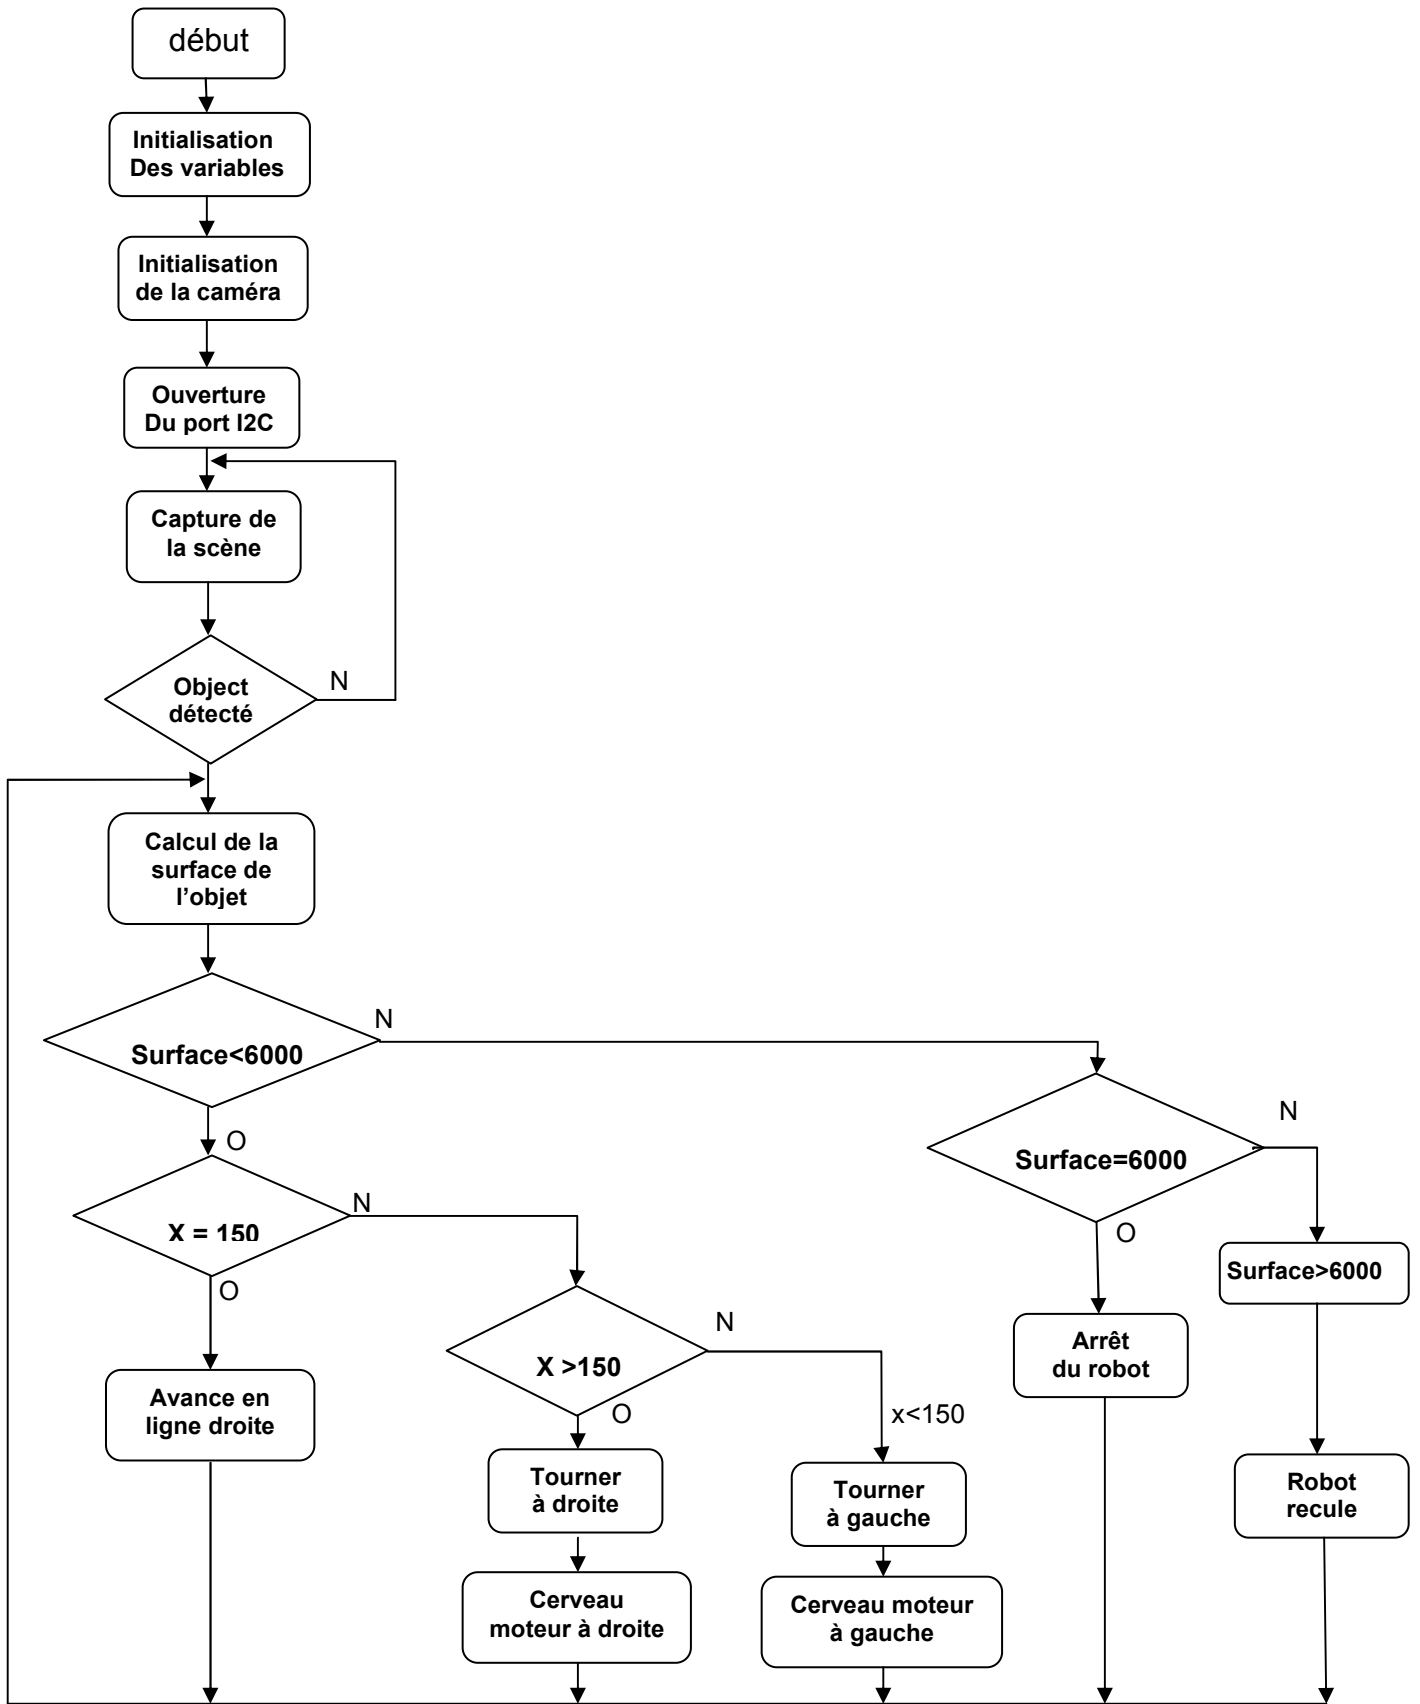 début
Initialisation
Des variables
Initialisation
de la caméra
Ouverture
Du port I2C
Capture de
la scène
Object
détecté
N
Calcul de la
surface de
l'objet
Surface<6000
N
O
Surface=6000
N
O
X = 150
N
O
Surface>6000
X >150
N
O
x<150
Arrêt
du robot
Avance en
ligne droite
Tourner
à droite
Tourner
à gauche
Robot
recule
Cerveau
moteur à droite
Cerveau moteur
à gauche